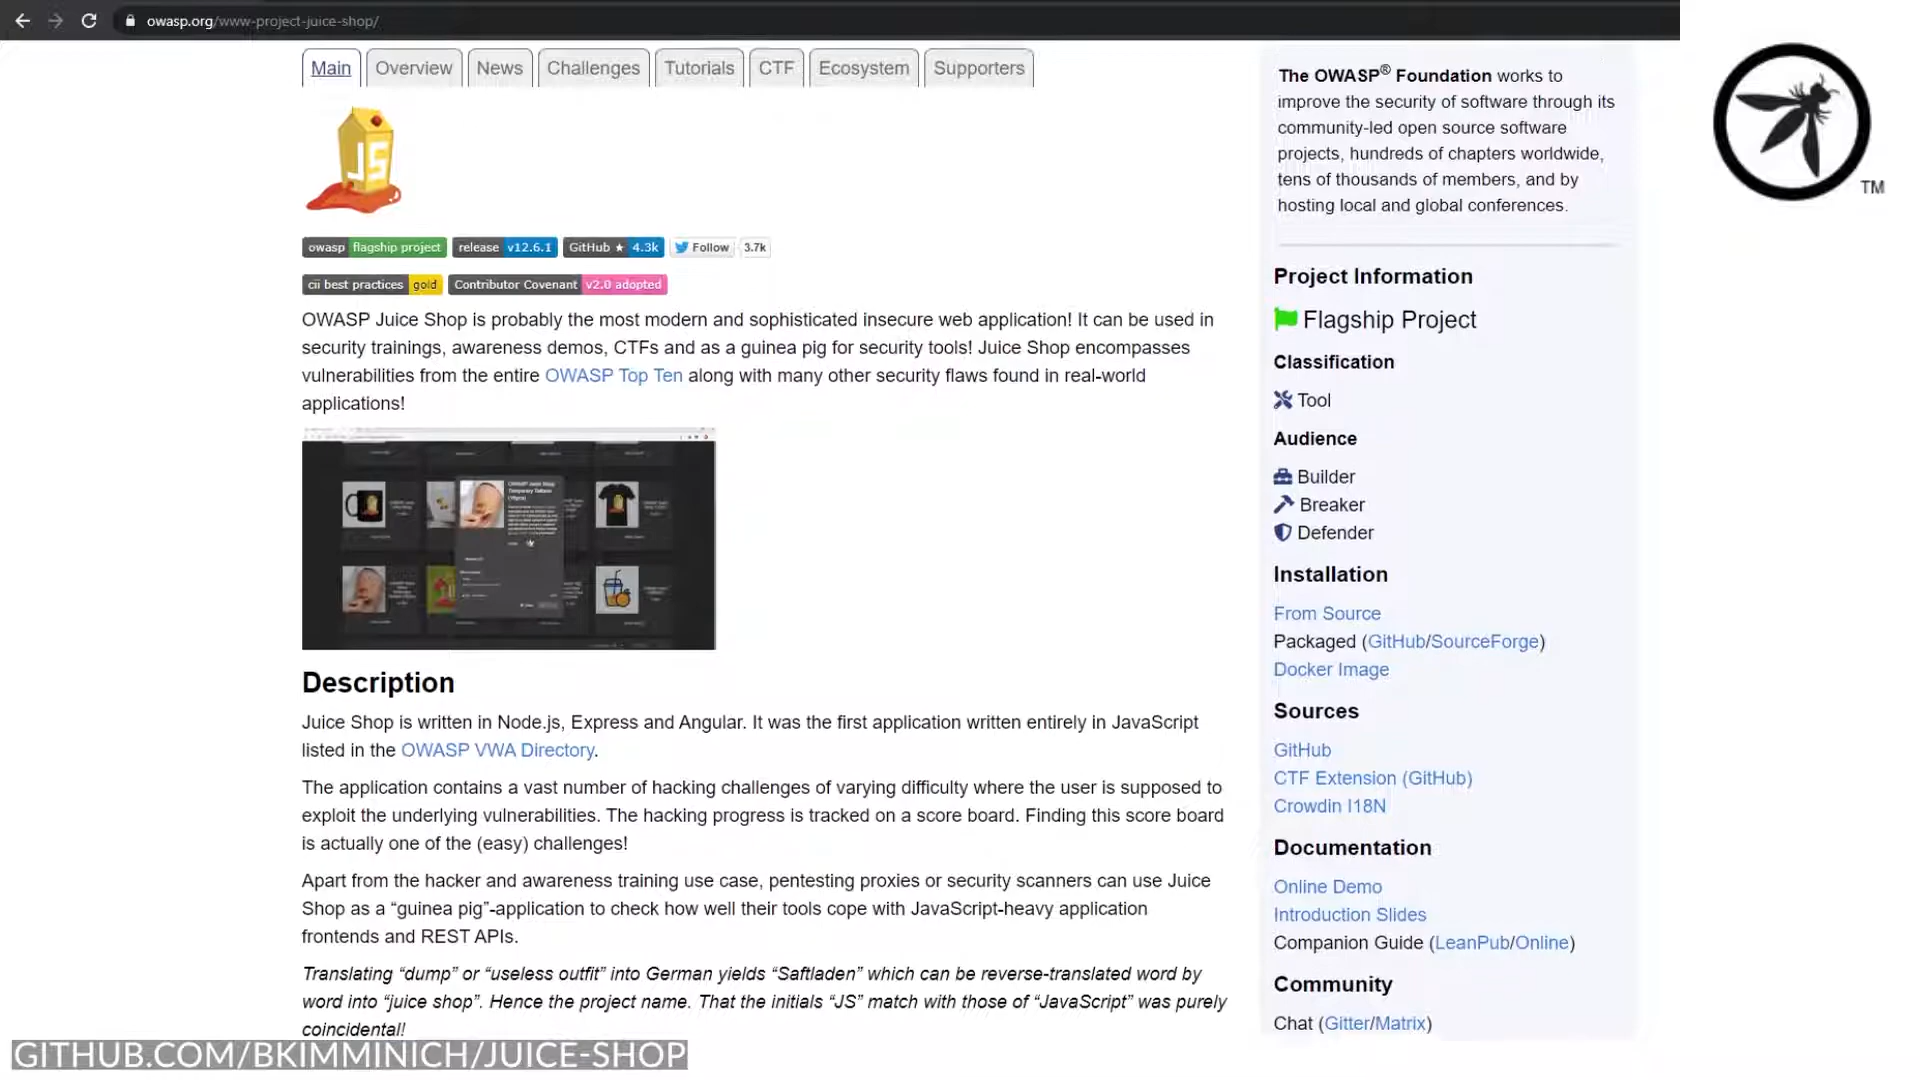 owasp.org/www-project-juice-shop/
Main
Overview
News
Challenges
Tutorials
CTF
Ecosystem
Supporters
JS
owasp flagship project
release v12.6.1
GitHub ★ 4.3k
Follow 3.7k
cii best practices gold
Contributor Covenant v2.0 adopted
OWASP Juice Shop is probably the most modern and sophisticated insecure web application! It can be used in
security trainings, awareness demos, CTFs and as a guinea pig for security tools! Juice Shop encompasses
vulnerabilities from the entire OWASP Top Ten along with many other security flaws found in real-world
applications!
Description
Juice Shop is written in Node.js, Express and Angular. It was the first application written entirely in JavaScript
listed in the OWASP VWA Directory.
The application contains a vast number of hacking challenges of varying difficulty where the user is supposed to
exploit the underlying vulnerabilities. The hacking progress is tracked on a score board. Finding this score board
is actually one of the (easy) challenges!
Apart from the hacker and awareness training use case, pentesting proxies or security scanners can use Juice
Shop as a “guinea pig”-application to check how well their tools cope with JavaScript-heavy application
frontends and REST APIs.
Translating “dump” or “useless outfit” into German yields “Saftladen” which can be reverse-translated word by
word into “juice shop”. Hence the project name. That the initials “JS” match with those of “JavaScript” was purely
coincidental!
The OWASP® Foundation works to
improve the security of software through its
community-led open source software
projects, hundreds of chapters worldwide,
tens of thousands of members, and by
hosting local and global conferences.
Project Information
Flagship Project
Classification
Tool
Audience
Builder
Breaker
Defender
Installation
From Source
Packaged (GitHub/SourceForge)
Docker Image
Sources
GitHub
CTF Extension (GitHub)
Crowdin I18N
Documentation
Online Demo
Introduction Slides
Companion Guide (LeanPub/Online)
Community
Chat (Gitter/Matrix)
TM
GITHUB.COM/BKIMMINICH/JUICE-SHOP